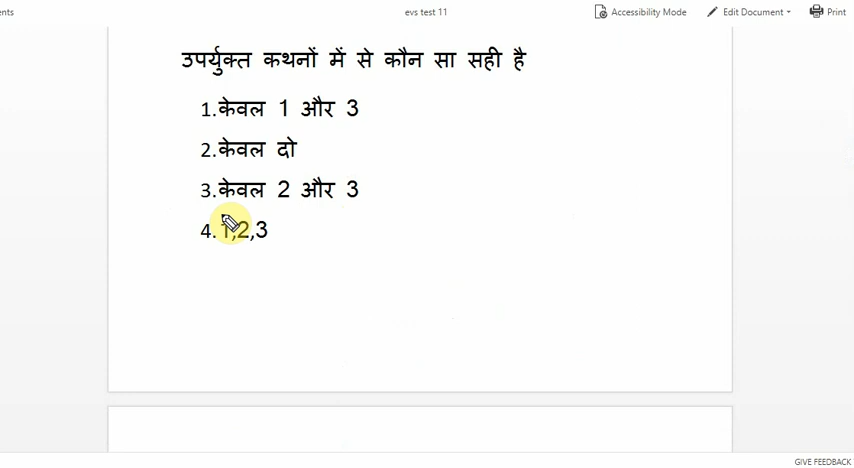 nts evs test 11 Accessibility Mode Edit Document Print
उपर्युक्त कथनों में से कौन सा सही है
1.केवल 1 और 3
2.केवल दो
3.केवल 2 और 3
4.1,2,3
GIVE FEEDBACK